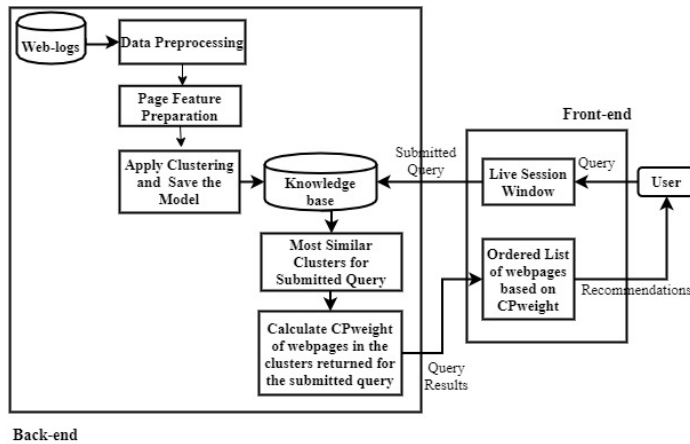 Web-logs
Data Preprocessing
Page Feature
Preparation
Front-end
Apply Clustering
and Save the
Model
Knowledge
base
Submitted
Query
Live Session
Window
Query
User
Most Similar
Clusters for
Submitted Query
Ordered List
of webpages
based on
CPweight
Recommendations
Calculate CPweight
of webpages in the
clusters returned for
the submitted query
Query
Results
Back-end